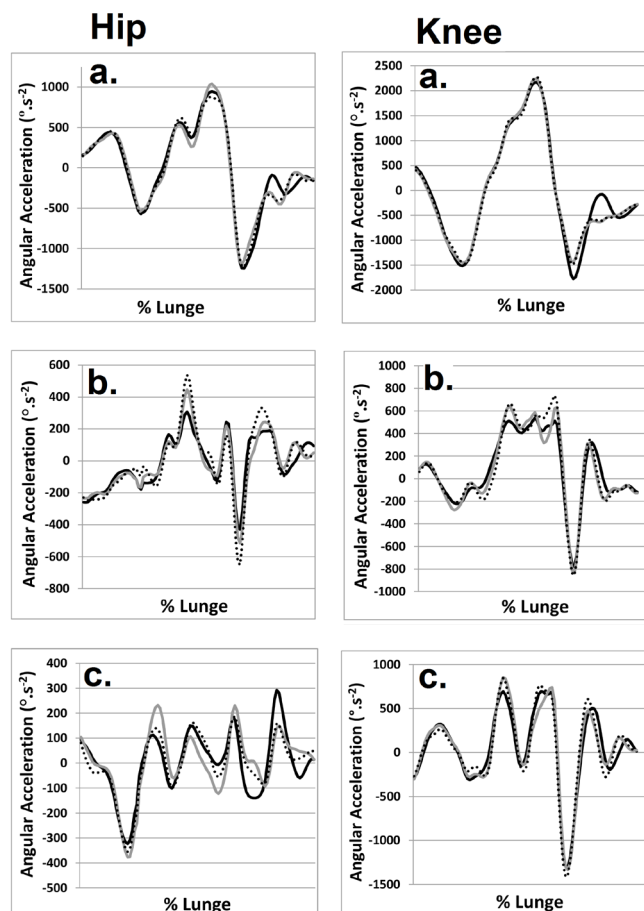 Hip
Knee
a.
Angular Acceleration (°.s⁻²)
1000
500
0
-500
-1000
-1500
% Lunge
a.
Angular Acceleration (°.s⁻²)
2500
2000
1500
1000
500
0
-500
-1000
-1500
-2000
% Lunge
b.
Angular Acceleration (°.s⁻²)
600
400
200
0
-200
-400
-600
-800
% Lunge
b.
Angular Acceleration (°.s⁻²)
1000
800
600
400
200
0
-200
-400
-600
-800
-1000
% Lunge
c.
Angular Acceleration (°.s⁻²)
400
300
200
100
0
-100
-200
-300
-400
-500
% Lunge
c.
Angular Acceleration (°.s⁻²)
1000
500
0
-500
-1000
-1500
% Lunge